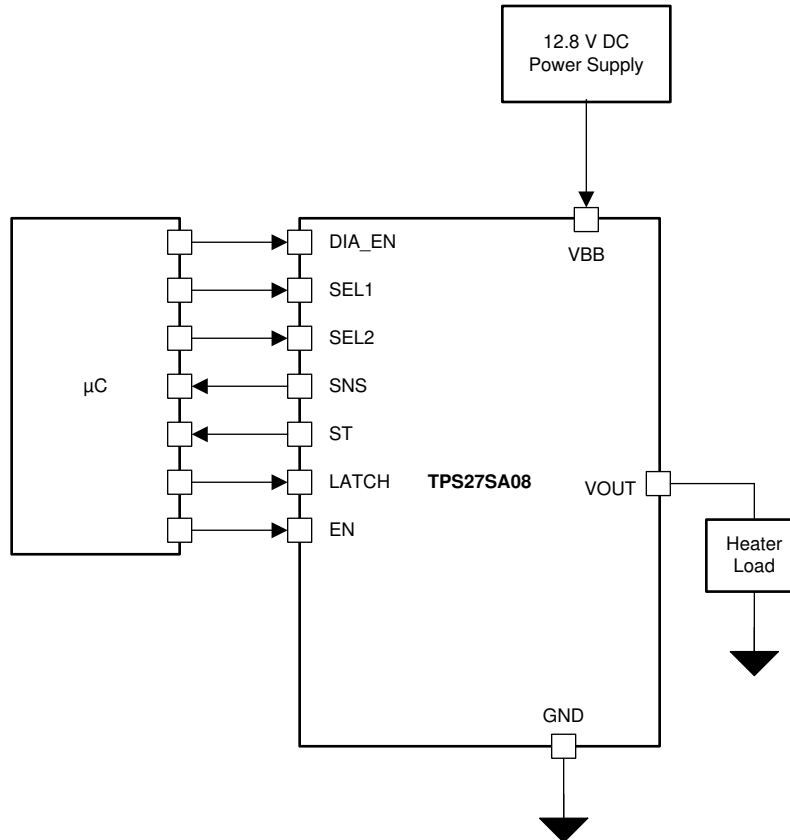 12.8 V DC
Power Supply
DIA_EN
VBB
SEL1
SEL2
µC
SNS
ST
LATCH
TPS27SA08
VOUT
EN
Heater
Load
GND